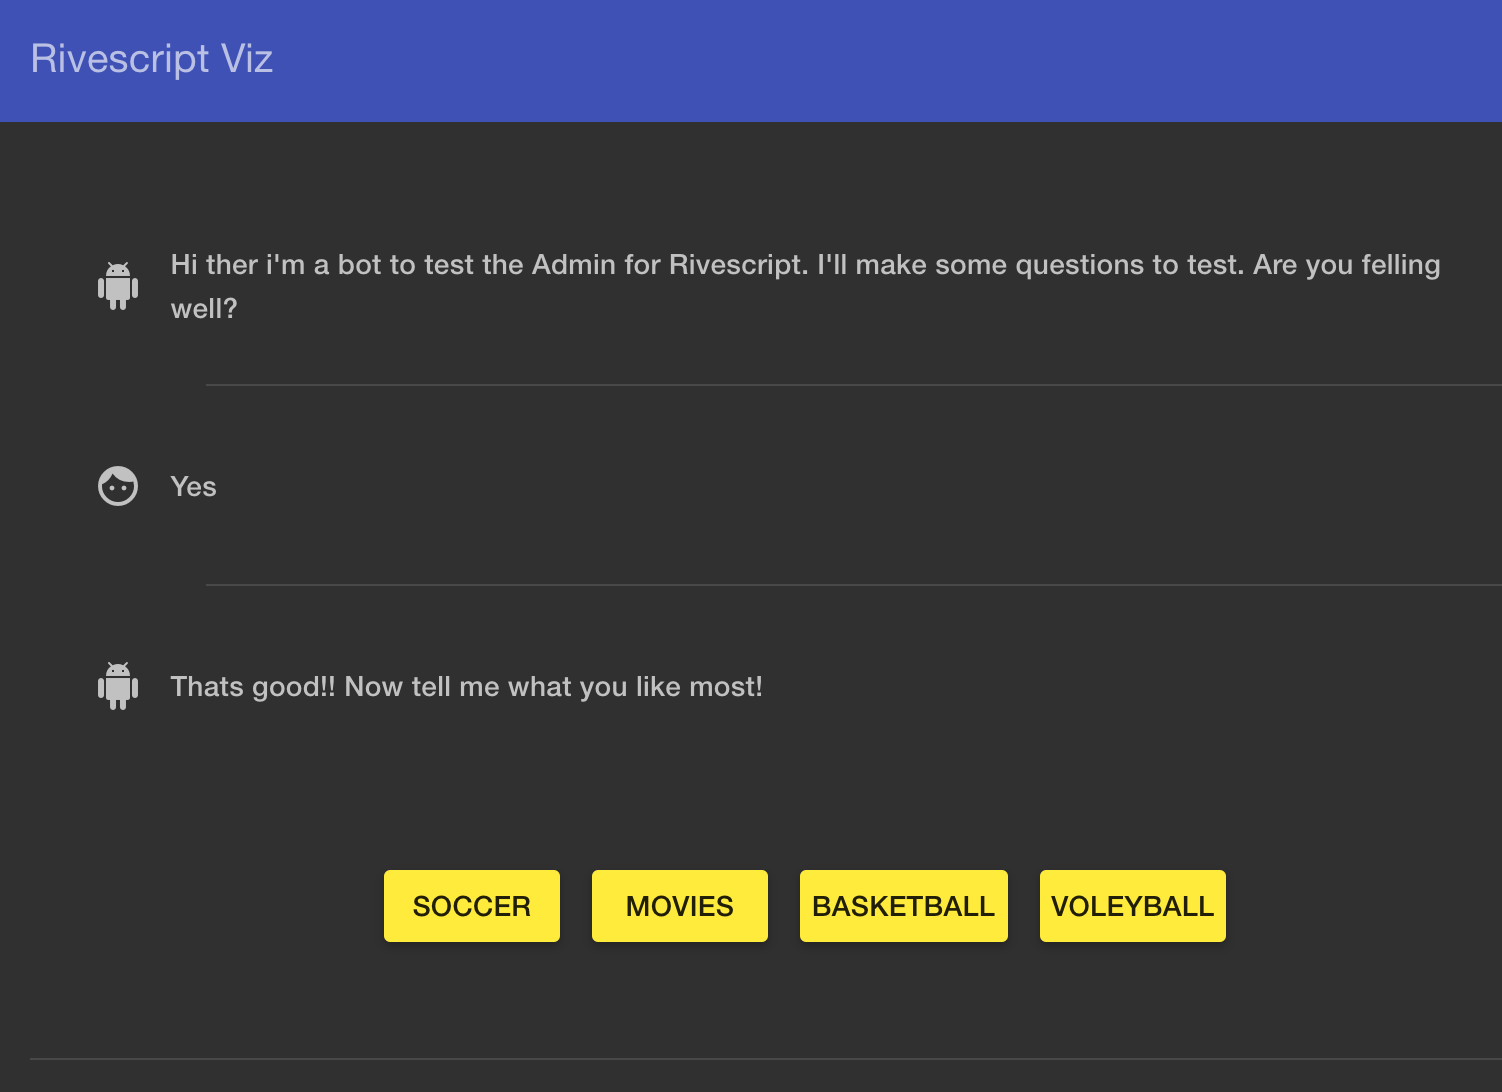 Rivescript Viz
Hi ther i'm a bot to test the Admin for Rivescript. I'll make some questions to test. Are you felling
well?
Yes
Thats good!! Now tell me what you like most!
SOCCER MOVIES BASKETBALL VOLEYBALL